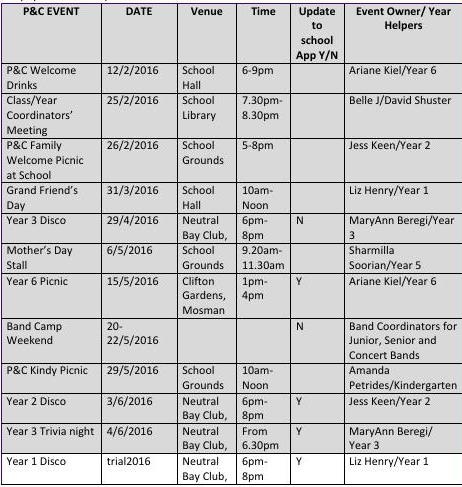 P&C EVENT DATE Venue Time Update to school App Y/N Event Owner/ Year Helpers
P&C Welcome Drinks 12/2/2016 School Hall 6-9pm Ariane Kiel/Year 6
Class/Year Coordinators' Meeting 25/2/2016 School Library 7.30pm-8.30pm Belle J/David Shuster
P&C Family Welcome Picnic at School 26/2/2016 School Grounds 5-8pm Jess Keen/Year 2
Grand Friend's Day 31/3/2016 School Hall 10am-Noon Liz Henry/Year 1
Year 3 Disco 29/4/2016 Neutral Bay Club, 6pm-8pm N MaryAnn Beregi/Year 3
Mother's Day Stall 6/5/2016 School Grounds 9.20am-11.30am Sharmilla Soorian/Year 5
Year 6 Picnic 15/5/2016 Clifton Gardens, Mosman 1pm-4pm Y Ariane Kiel/Year 6
Band Camp Weekend 20-22/5/2016 N Band Coordinators for Junior, Senior and Concert Bands
P&C Kindy Picnic 29/5/2016 School Grounds 10am-Noon Amanda Petrides/Kindergarten
Year 2 Disco 3/6/2016 Neutral Bay Club, 6pm-8pm Y Jess Keen/Year 2
Year 3 Trivia night 4/6/2016 Neutral Bay Club, From 6.30pm Y MaryAnn Beregi/ Year 3
Year 1 Disco trial2016 Neutral Bay Club, 6pm-8pm Y Liz Henry/Year 1